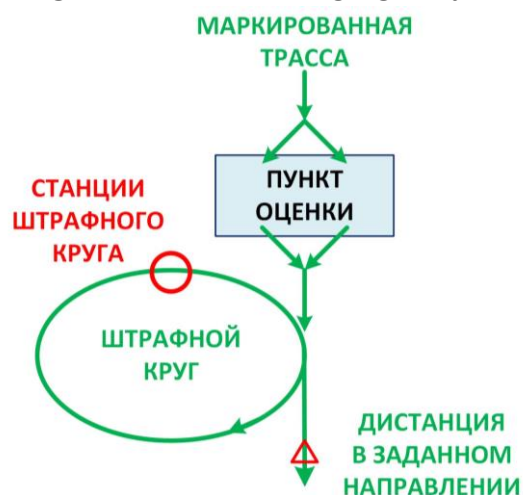 МАРКИРОВАННАЯ
ТРАССА
ПУНКТ
ОЦЕНКИ
СТАНЦИИ
ШТРАФНОГО
КРУГА
ШТРАФНОЙ
КРУГ
ДИСТАНЦИЯ
В ЗАДАННОМ
НАПРАВЛЕНИИ